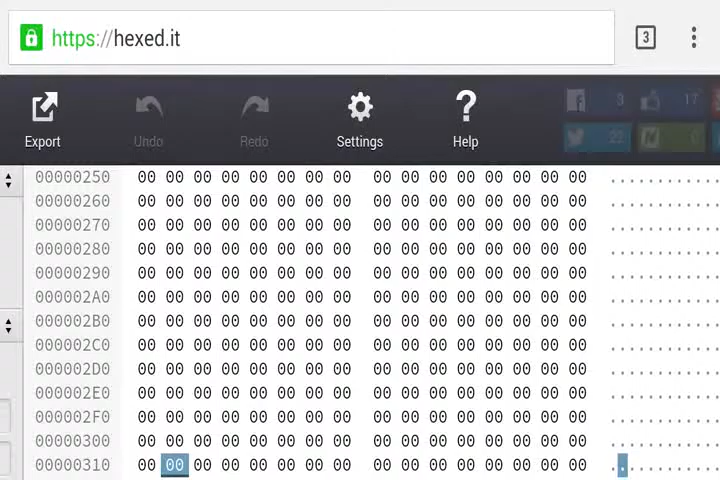 https://hexed.it
3
Export Undo Redo Settings Help
3 17
22 0
00000250 00 00 00 00 00 00 00 00 00 00 00 00 00 00 00 00 ............
00000260 00 00 00 00 00 00 00 00 00 00 00 00 00 00 00 00 ............
00000270 00 00 00 00 00 00 00 00 00 00 00 00 00 00 00 00 ............
00000280 00 00 00 00 00 00 00 00 00 00 00 00 00 00 00 00 ............
00000290 00 00 00 00 00 00 00 00 00 00 00 00 00 00 00 00 ............
000002A0 00 00 00 00 00 00 00 00 00 00 00 00 00 00 00 00 ............
000002B0 00 00 00 00 00 00 00 00 00 00 00 00 00 00 00 00 ............
000002C0 00 00 00 00 00 00 00 00 00 00 00 00 00 00 00 00 ............
000002D0 00 00 00 00 00 00 00 00 00 00 00 00 00 00 00 00 ............
000002E0 00 00 00 00 00 00 00 00 00 00 00 00 00 00 00 00 ............
000002F0 00 00 00 00 00 00 00 00 00 00 00 00 00 00 00 00 ............
00000300 00 00 00 00 00 00 00 00 00 00 00 00 00 00 00 00 ............
00000310 00 00 00 00 00 00 00 00 00 00 00 00 00 00 00 00 ............